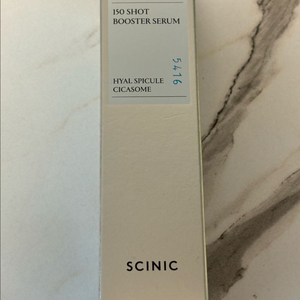 150 SHOT
BOOSTER SERUM
5416
HYAL SPICULE
CICASOME
SCINIC